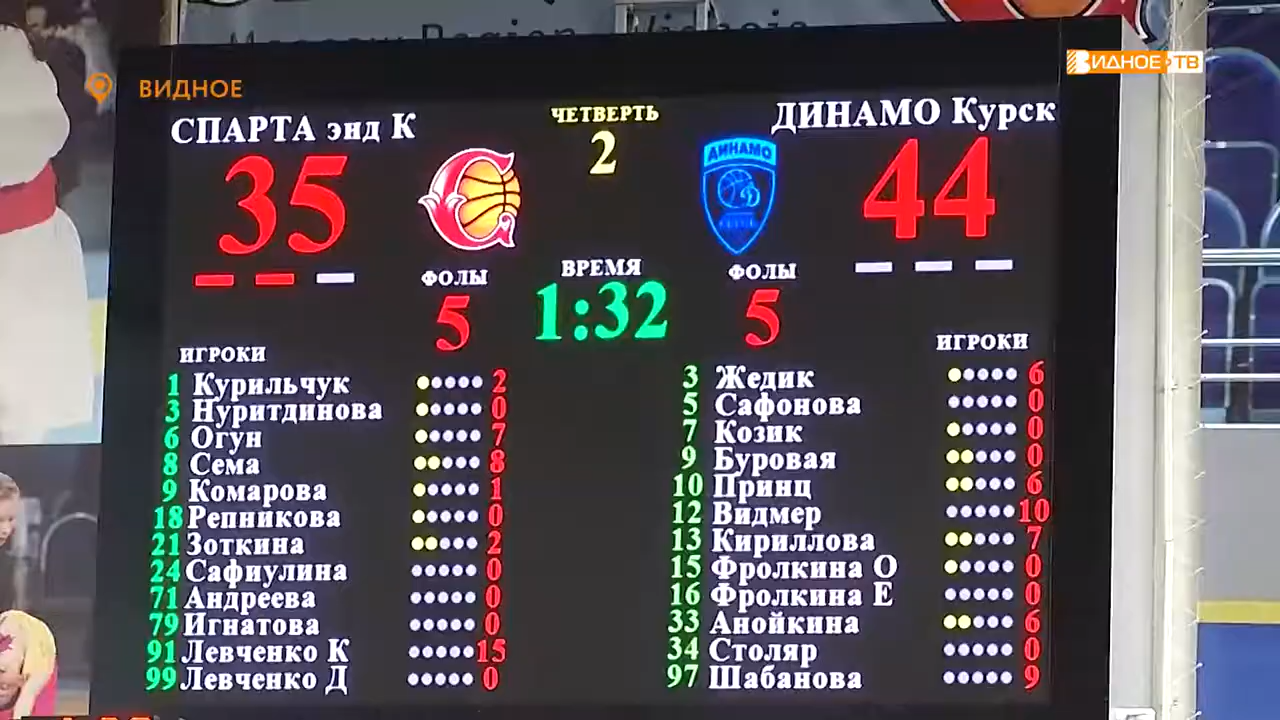 Moscow Region
ВИДНОЕ
ВИДНОЕ ТВ
СПАРТА энд К
ЧЕТВЕРТЬ
ДИНАМО Курск
35
2
44
ДИНАМО
ФОЛЫ
ВРЕМЯ
ФОЛЫ
5
1:32
5
ИГРОКИ
ИГРОКИ
1 Курильчук 2
3 Нуритдинова 0
6 Огун 7
8 Сема 8
9 Комарова 1
18 Репникова 0
21 Зоткина 2
24 Сафиулина 0
71 Андреева 0
79 Игнатова 0
91 Левченко К 15
99 Левченко Д 0
3 Жедик 6
5 Сафонова 0
7 Козик 0
9 Буровая 0
10 Принц 6
12 Видмер 10
13 Кириллова 7
15 Фролкина О 0
16 Фролкина Е 0
33 Анойкина 6
34 Столяр 0
97 Шабанова 9